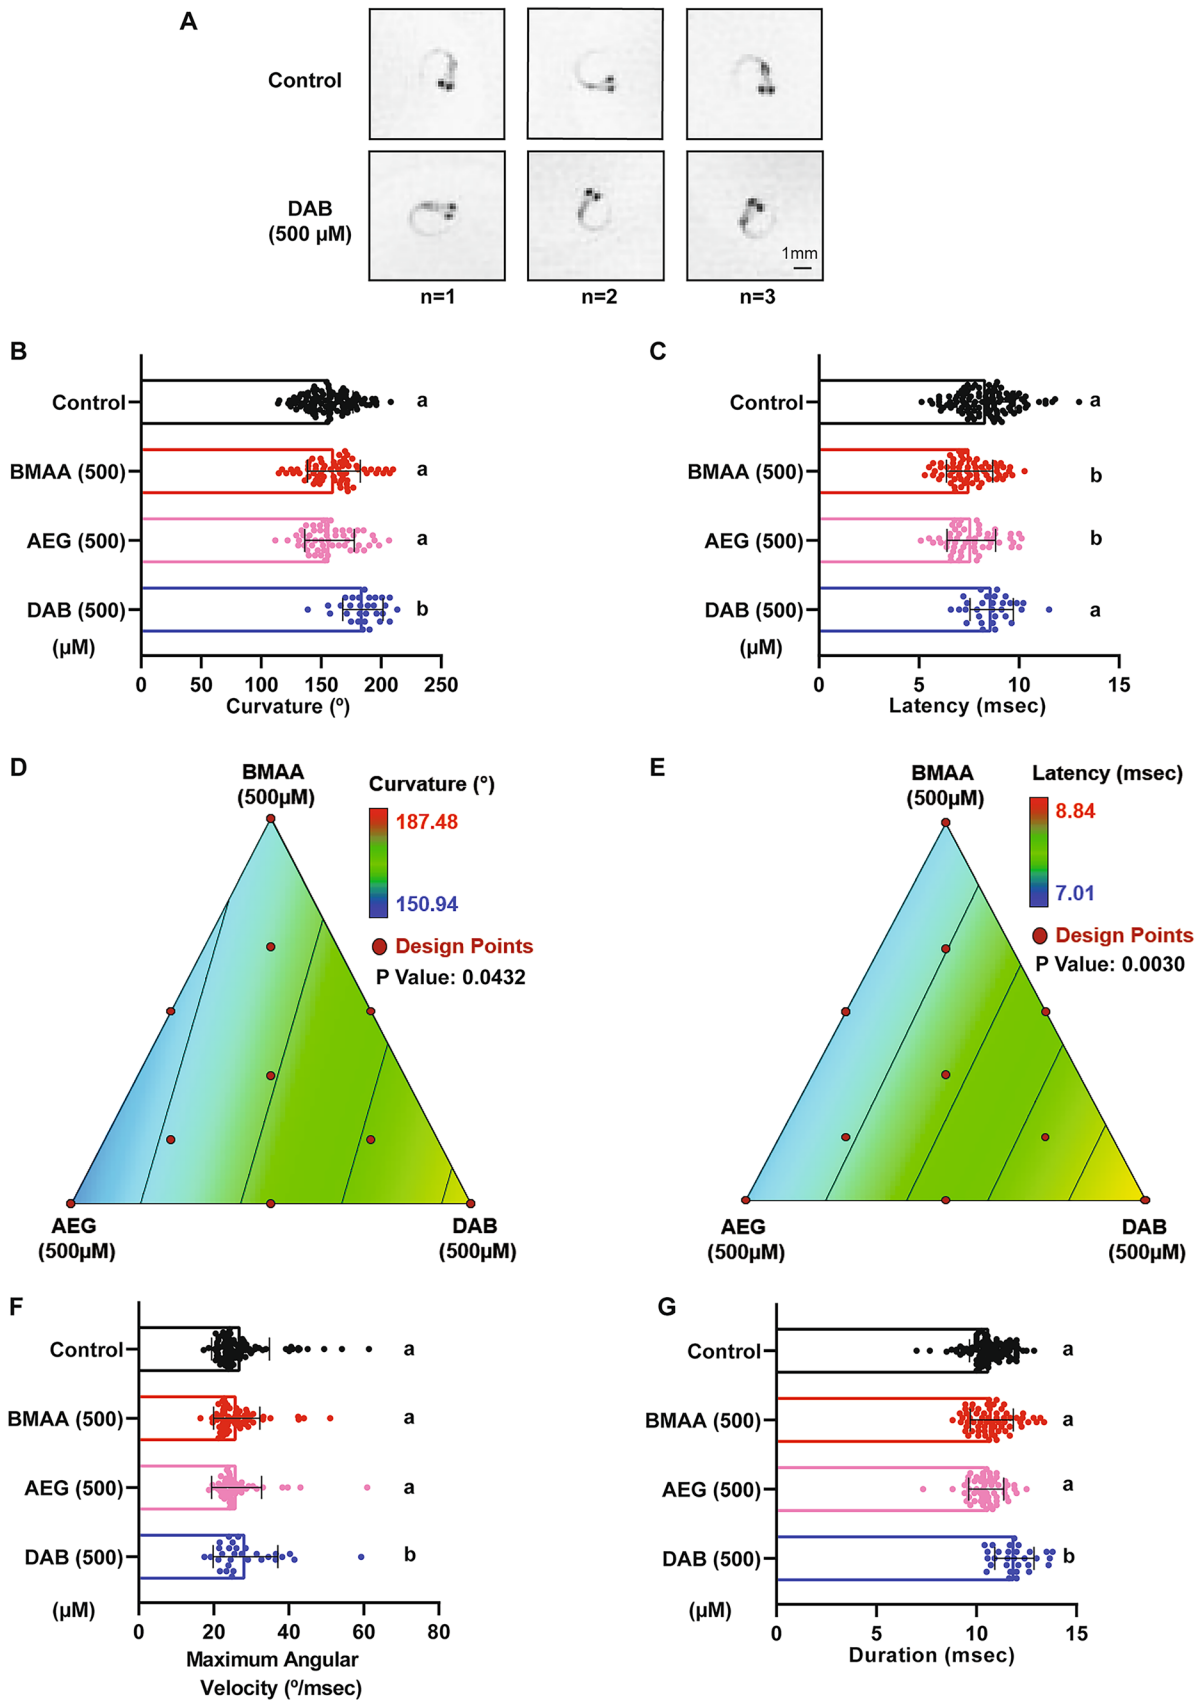 A
Control
DAB
(500 µM)
1mm
n=1
n=2
n=3
B
Control
a
BMAA (500)
a
AEG (500)
a
DAB (500)
b
(µM)
0
50
100
150
200
250
Curvature (º)
C
Control
a
BMAA (500)
b
AEG (500)
b
DAB (500)
a
(µM)
0
5
10
15
Latency (msec)
D
BMAA
(500µM)
Curvature (°)
187.48
150.94
Design Points
P Value: 0.0432
AEG
(500µM)
DAB
(500µM)
E
BMAA
(500µM)
Latency (msec)
8.84
7.01
Design Points
P Value: 0.0030
AEG
(500µM)
DAB
(500µM)
F
Control
a
BMAA (500)
a
AEG (500)
a
DAB (500)
b
(µM)
0
20
40
60
80
Maximum Angular
Velocity (º/msec)
G
Control
a
BMAA (500)
a
AEG (500)
a
DAB (500)
b
(µM)
0
5
10
15
Duration (msec)